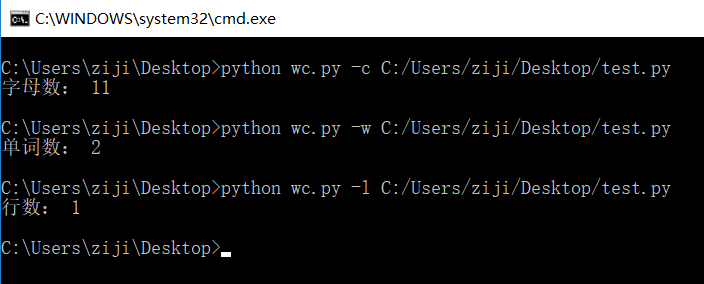 C:\WINDOWS\system32\cmd.exe
C:\Users\ziji\Desktop>python wc.py -c C:/Users/ziji/Desktop/test.py
字母数： 11
C:\Users\ziji\Desktop>python wc.py -w C:/Users/ziji/Desktop/test.py
单词数： 2
C:\Users\ziji\Desktop>python wc.py -l C:/Users/ziji/Desktop/test.py
行数： 1
C:\Users\ziji\Desktop>